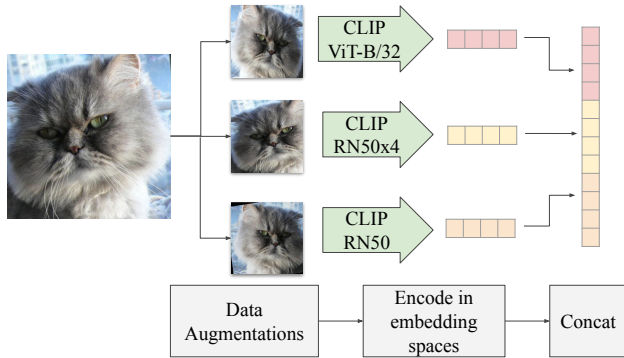 CLIP
ViT-B/32
CLIP
RN50x4
CLIP
RN50
Data
Augmentations
Encode in
embedding
spaces
Concat